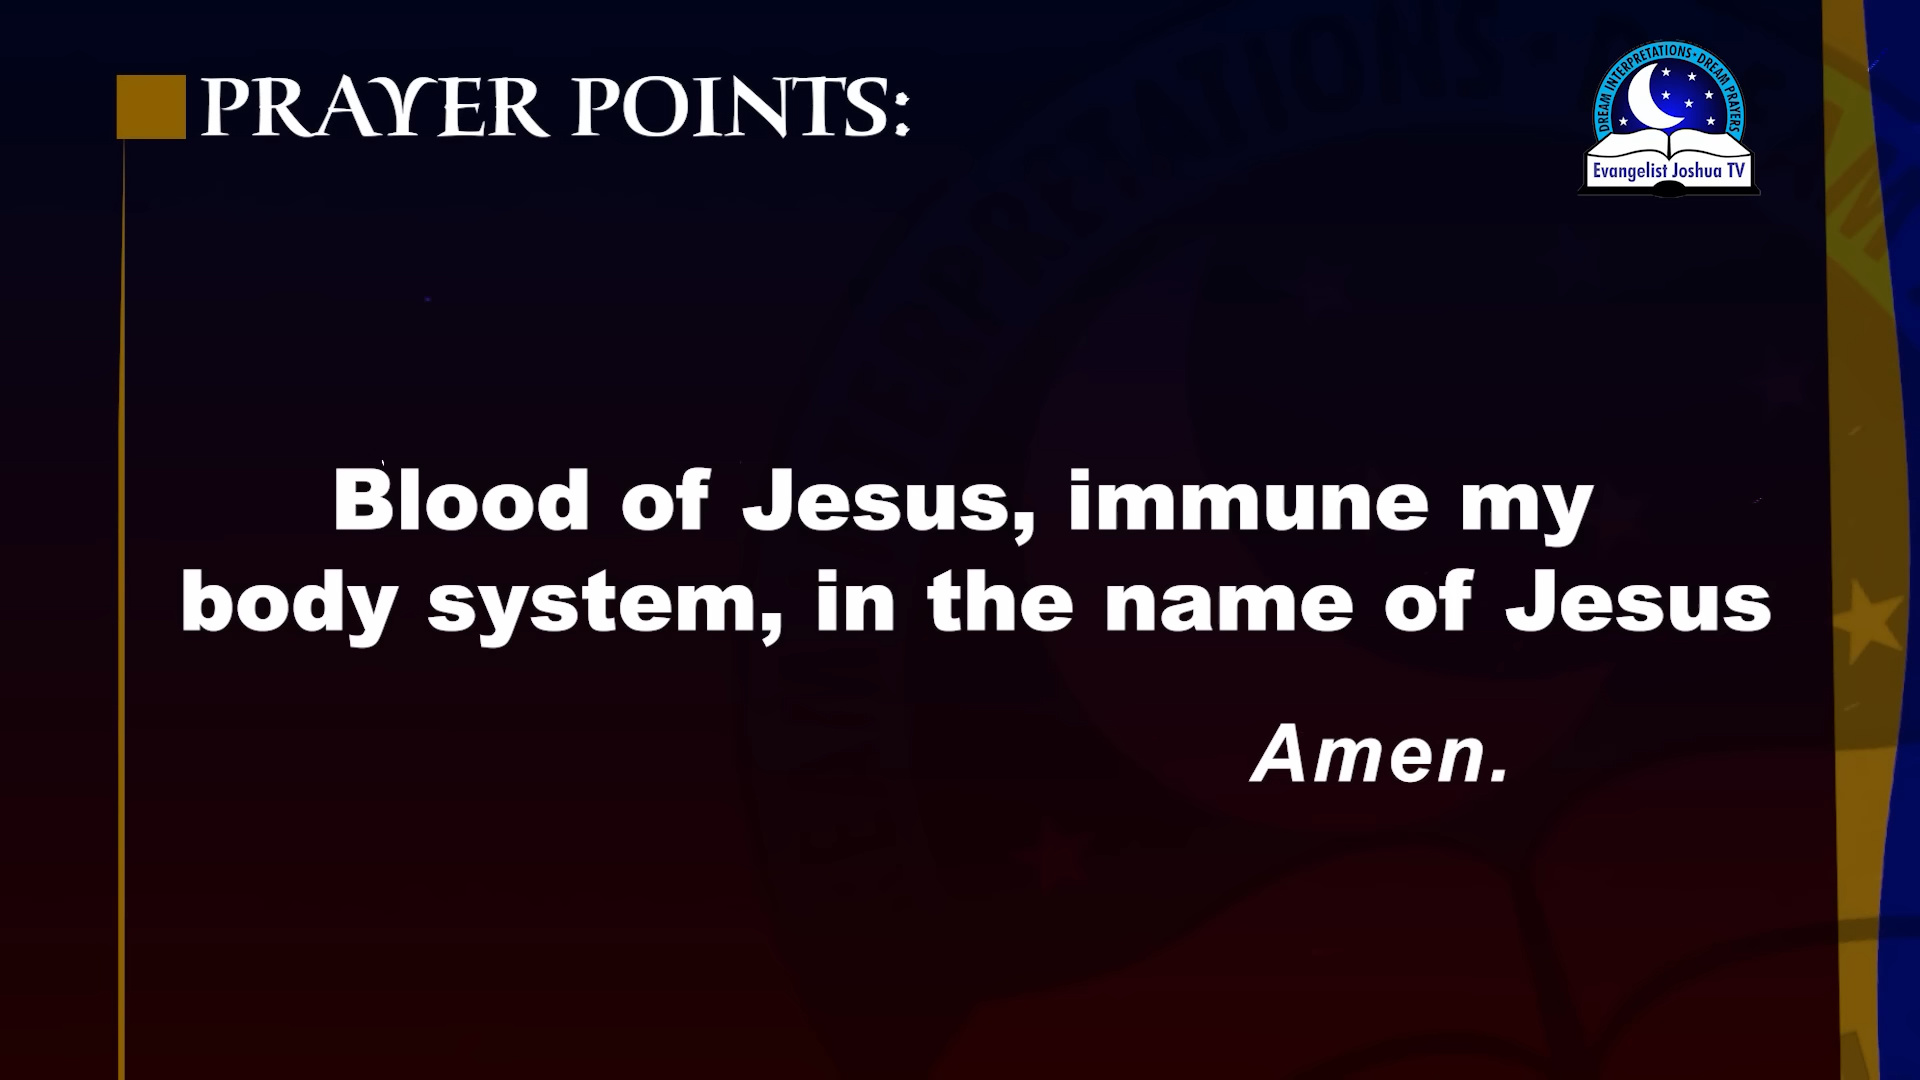 PRAYER POINTS:
DREAM INTERPRETATIONS • DREAM PRAYERS
Evangelist Joshua TV
Blood of Jesus, immune my
body system, in the name of Jesus
Amen.